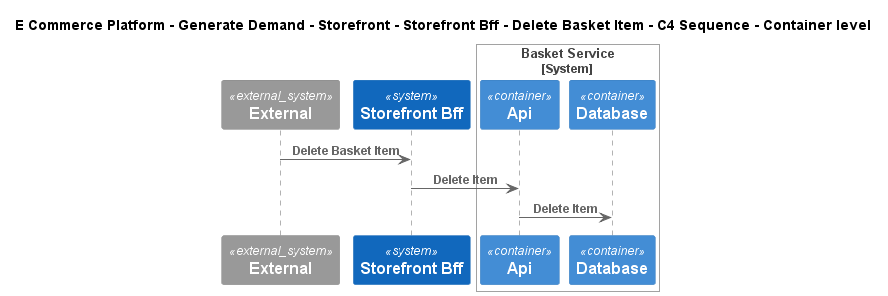 E Commerce Platform - Generate Demand - Storefront - Storefront Bff - Delete Basket Item - C4 Sequence - Container level
Basket Service
[System]
«external_system»
External
«system»
Storefront Bff
«container»
Api
«container»
Database
Delete Basket Item
Delete Item
Delete Item
«external_system»
External
«system»
Storefront Bff
«container»
Api
«container»
Database